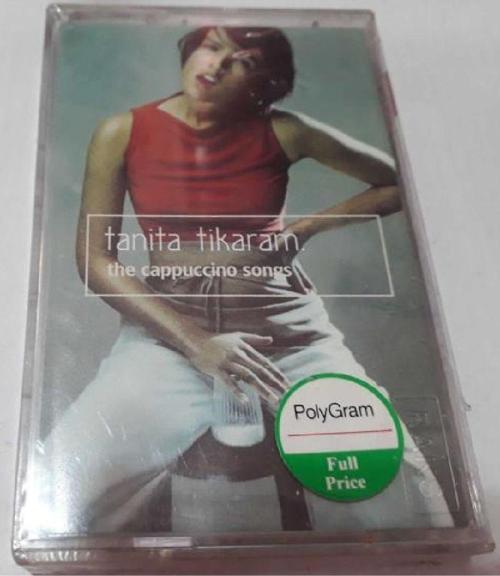 tanita tikaram.
the cappuccino songs
PolyGram
Full
Price